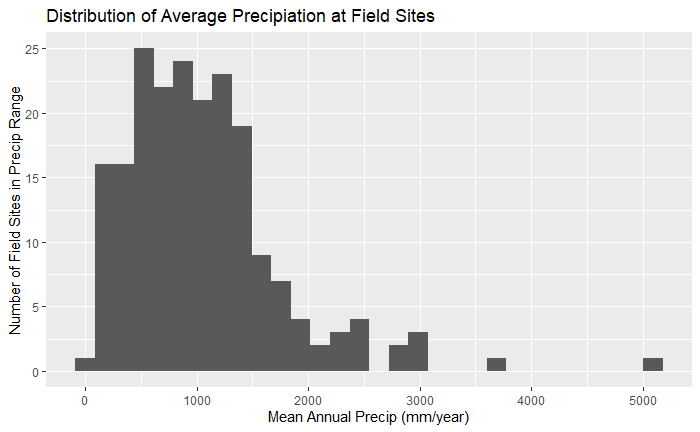 Distribution of Average Precipiation at Field Sites
Number of Field Sites in Precip Range
25
20
15
10
5
0
0 1000 2000 3000 4000 5000
Mean Annual Precip (mm/year)